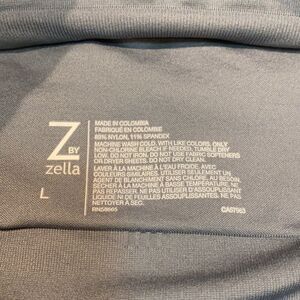 Z BY
zella
L
MADE IN COLOMBIA
FABRIQUÉ EN COLOMBIE
89% NYLON, 11% SPANDEX
MACHINE WASH COLD, WITH LIKE COLORS. ONLY
NON-CHLORINE BLEACH IF NEEDED, TUMBLE DRY
LOW. DO NOT IRON. DO NOT USE FABRIC SOFTENERS
OR DRYER SHEETS. DO NOT DRY CLEAN.
LAVER À LA MACHINE À L'EAU FROIDE, AVEC
COULEURS SIMILAIRES. UTILISER SEULEMENT UN
AGENT DE BLANCHIMENT SANS CHLORE, AU BESOIN.
SÉCHER À LA MACHINE À BASSE TEMPÉRATURE, NE
PAS REPASSER. NE PAS UTILISER D'ASSOUPLISSANT
LIQUIDE NI DE FEUILLES ASSOUPLISSANTES. NE PAS
NETTOYER À SEC.
CA57963